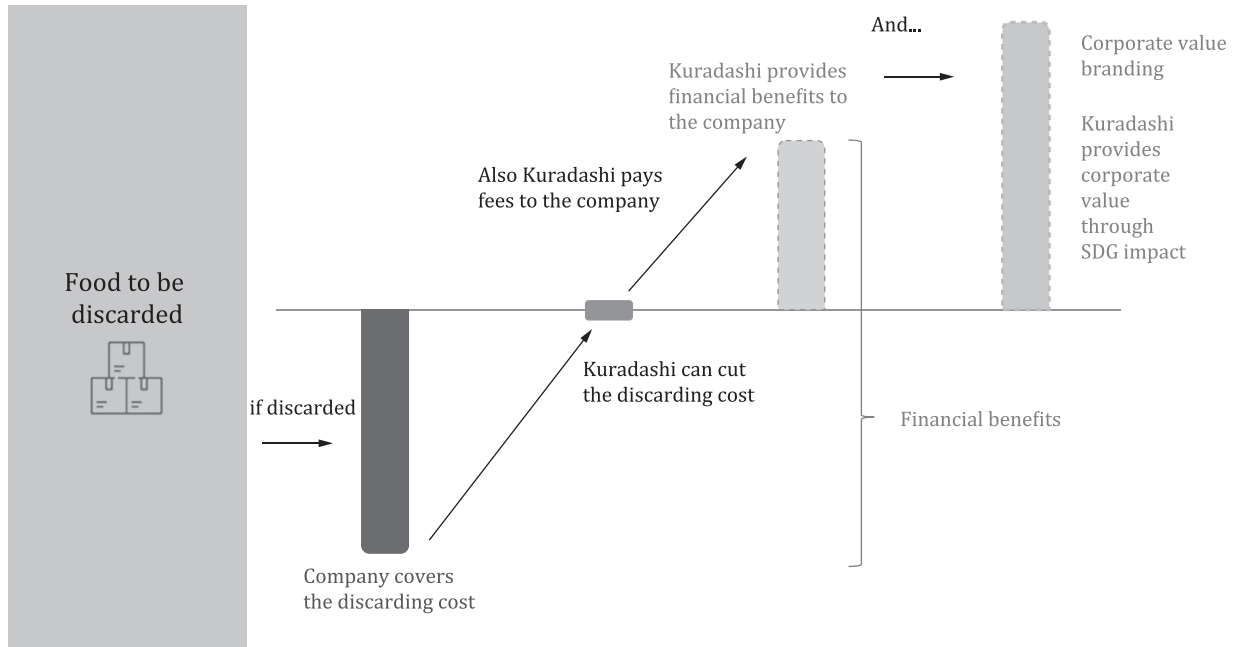 Food to be
discarded
if discarded
Company covers
the discarding cost
Kuradashi can cut
the discarding cost
Also Kuradashi pays
fees to the company
Kuradashi provides
financial benefits to
the company
And...
Financial benefits
Corporate value
branding
Kuradashi
provides
corporate
value
through
SDG impact